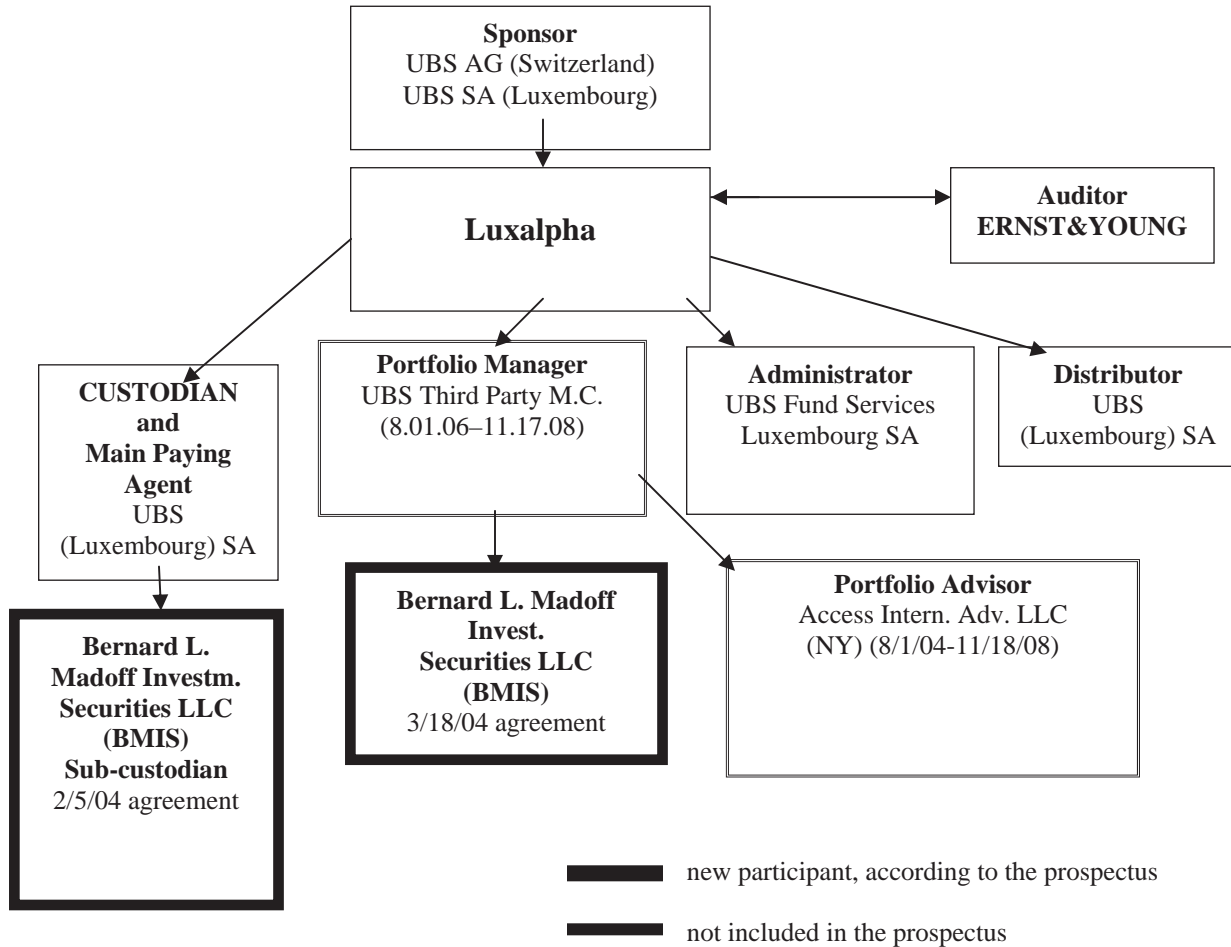 Sponsor
UBS AG (Switzerland)
UBS SA (Luxembourg)
Luxalpha
Auditor
ERNST&YOUNG
CUSTODIAN
and
Main Paying
Agent
UBS
(Luxembourg) SA
Portfolio Manager
UBS Third Party M.C.
(8.01.06–11.17.08)
Administrator
UBS Fund Services
Luxembourg SA
Distributor
UBS
(Luxembourg) SA
Bernard L.
Madoff Investm.
Securities LLC
(BMIS)
Sub-custodian
2/5/04 agreement
Bernard L. Madoff
Invest.
Securities LLC
(BMIS)
3/18/04 agreement
Portfolio Advisor
Access Intern. Adv. LLC
(NY) (8/1/04-11/18/08)
new participant, according to the prospectus
not included in the prospectus